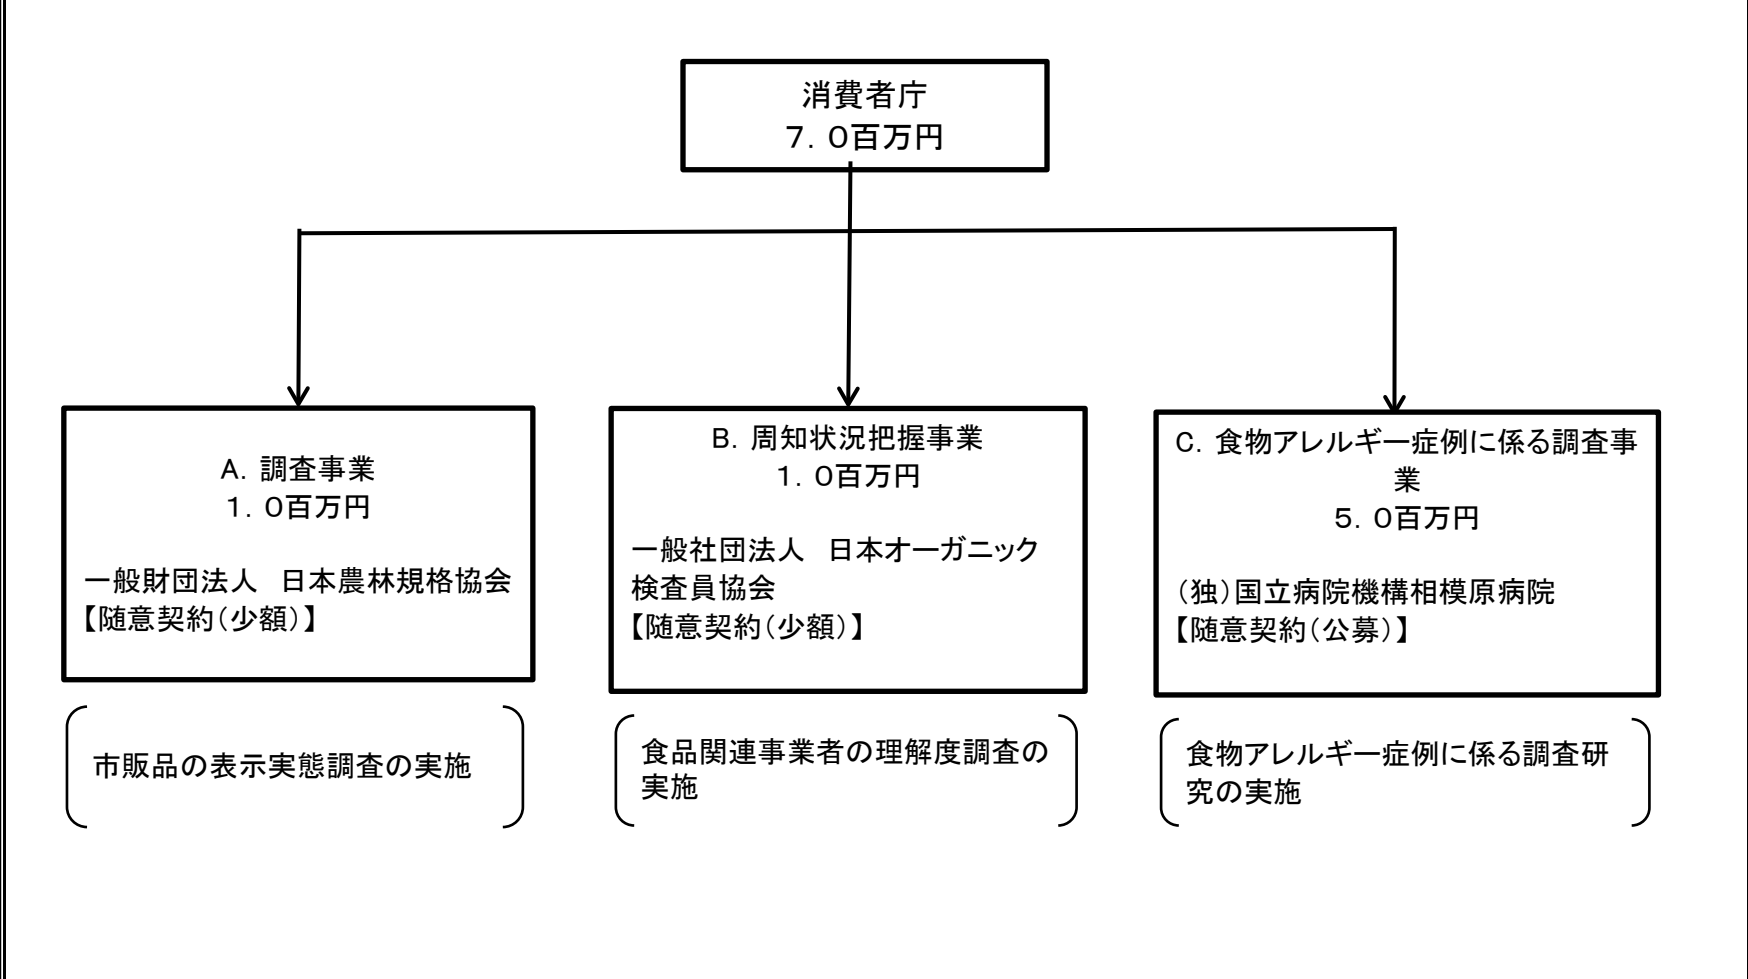 消費者庁
７．０百万円
A．調査事業
１．０百万円
一般財団法人　日本農林規格協会
【随意契約（少額）】
B．周知状況把握事業
１．０百万円
一般社団法人　日本オーガニック
検査員協会
【随意契約（少額）】
C．食物アレルギー症例に係る調査事
業
５．０百万円
（独）国立病院機構相模原病院
【随意契約（公募）】
市販品の表示実態調査の実施
食品関連事業者の理解度調査の
実施
食物アレルギー症例に係る調査研
究の実施